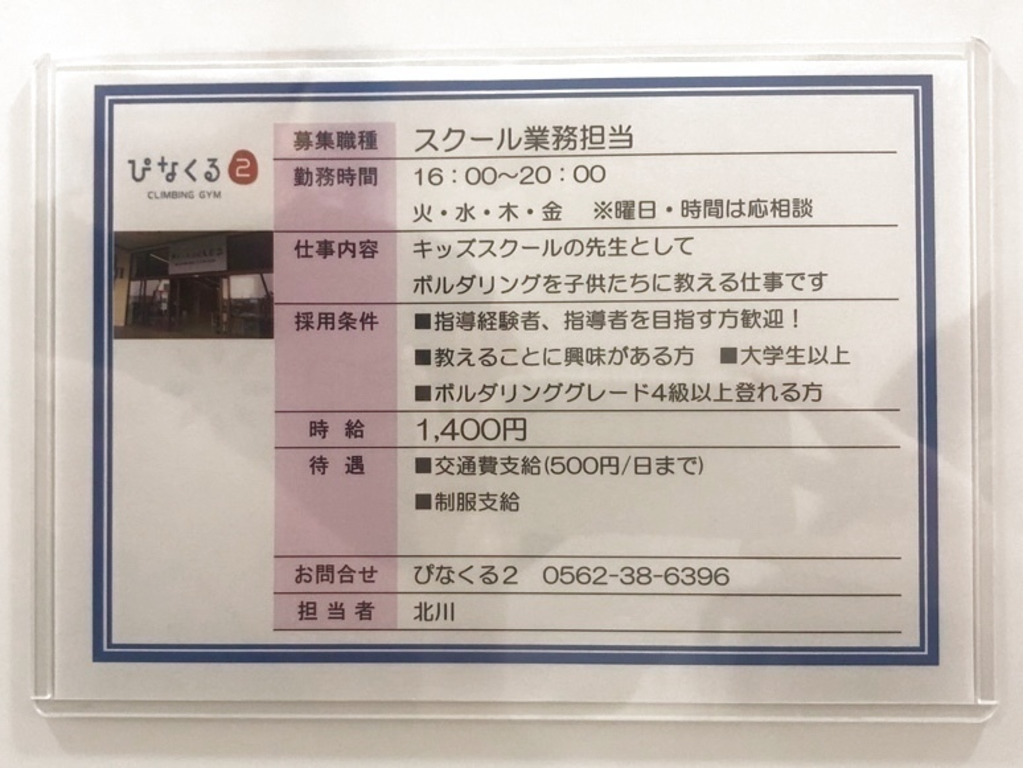 ぴなくる2
CLIMBING GYM
募集職種 スクール業務担当
勤務時間 16：00～20：00
火・水・木・金 ※曜日・時間は応相談
仕事内容 キッズスクールの先生として
ボルダリングを子供たちに教える仕事です
採用条件 ■指導経験者、指導者を目指す方歓迎！
■教えることに興味がある方 ■大学生以上
■ボルダリンググレード4級以上登れる方
時給 1,400円
待遇 ■交通費支給(500円/日まで)
■制服支給
お問合せ ぴなくる2 0562-38-6396
担当者 北川